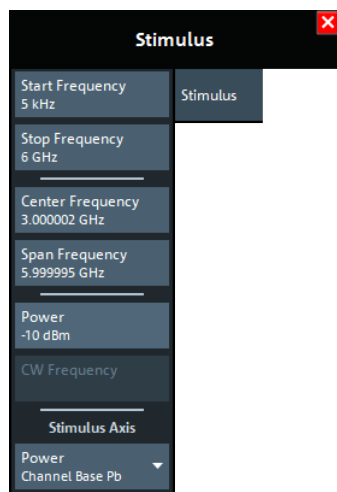 Stimulus
Start Frequency
5 kHz
Stimulus
Stop Frequency
6 GHz
Center Frequency
3.000002 GHz
Span Frequency
5.999995 GHz
Power
-10 dBm
CW Frequency
Stimulus Axis
Power
Channel Base Pb